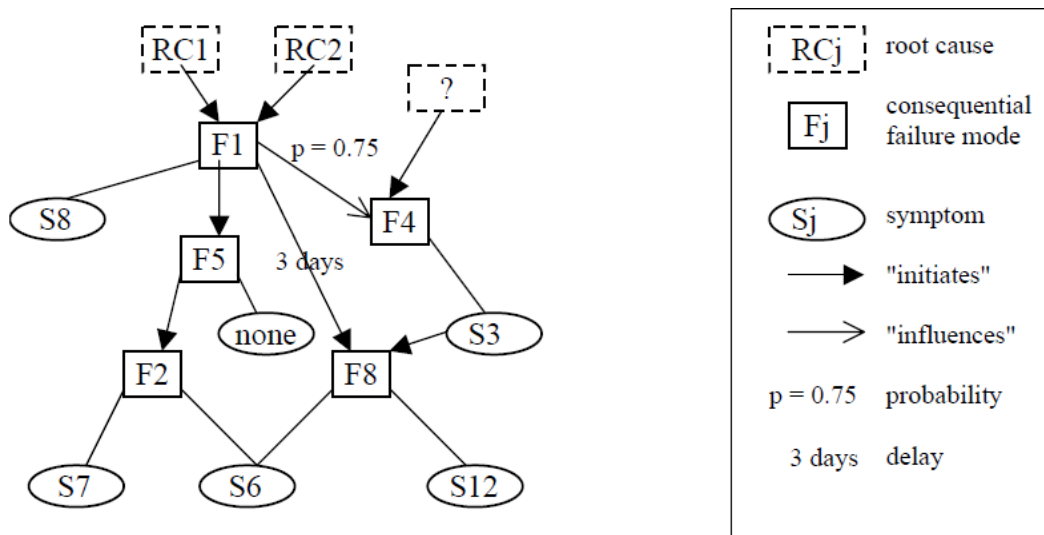 RC1
RC2
?
F1
p = 0.75
S8
F4
F5
3 days
none
S3
F2
F8
S7
S6
S12
RCj
root cause
Fj
consequential
failure mode
Sj
symptom
"initiates"
"influences"
p = 0.75
probability
3 days
delay